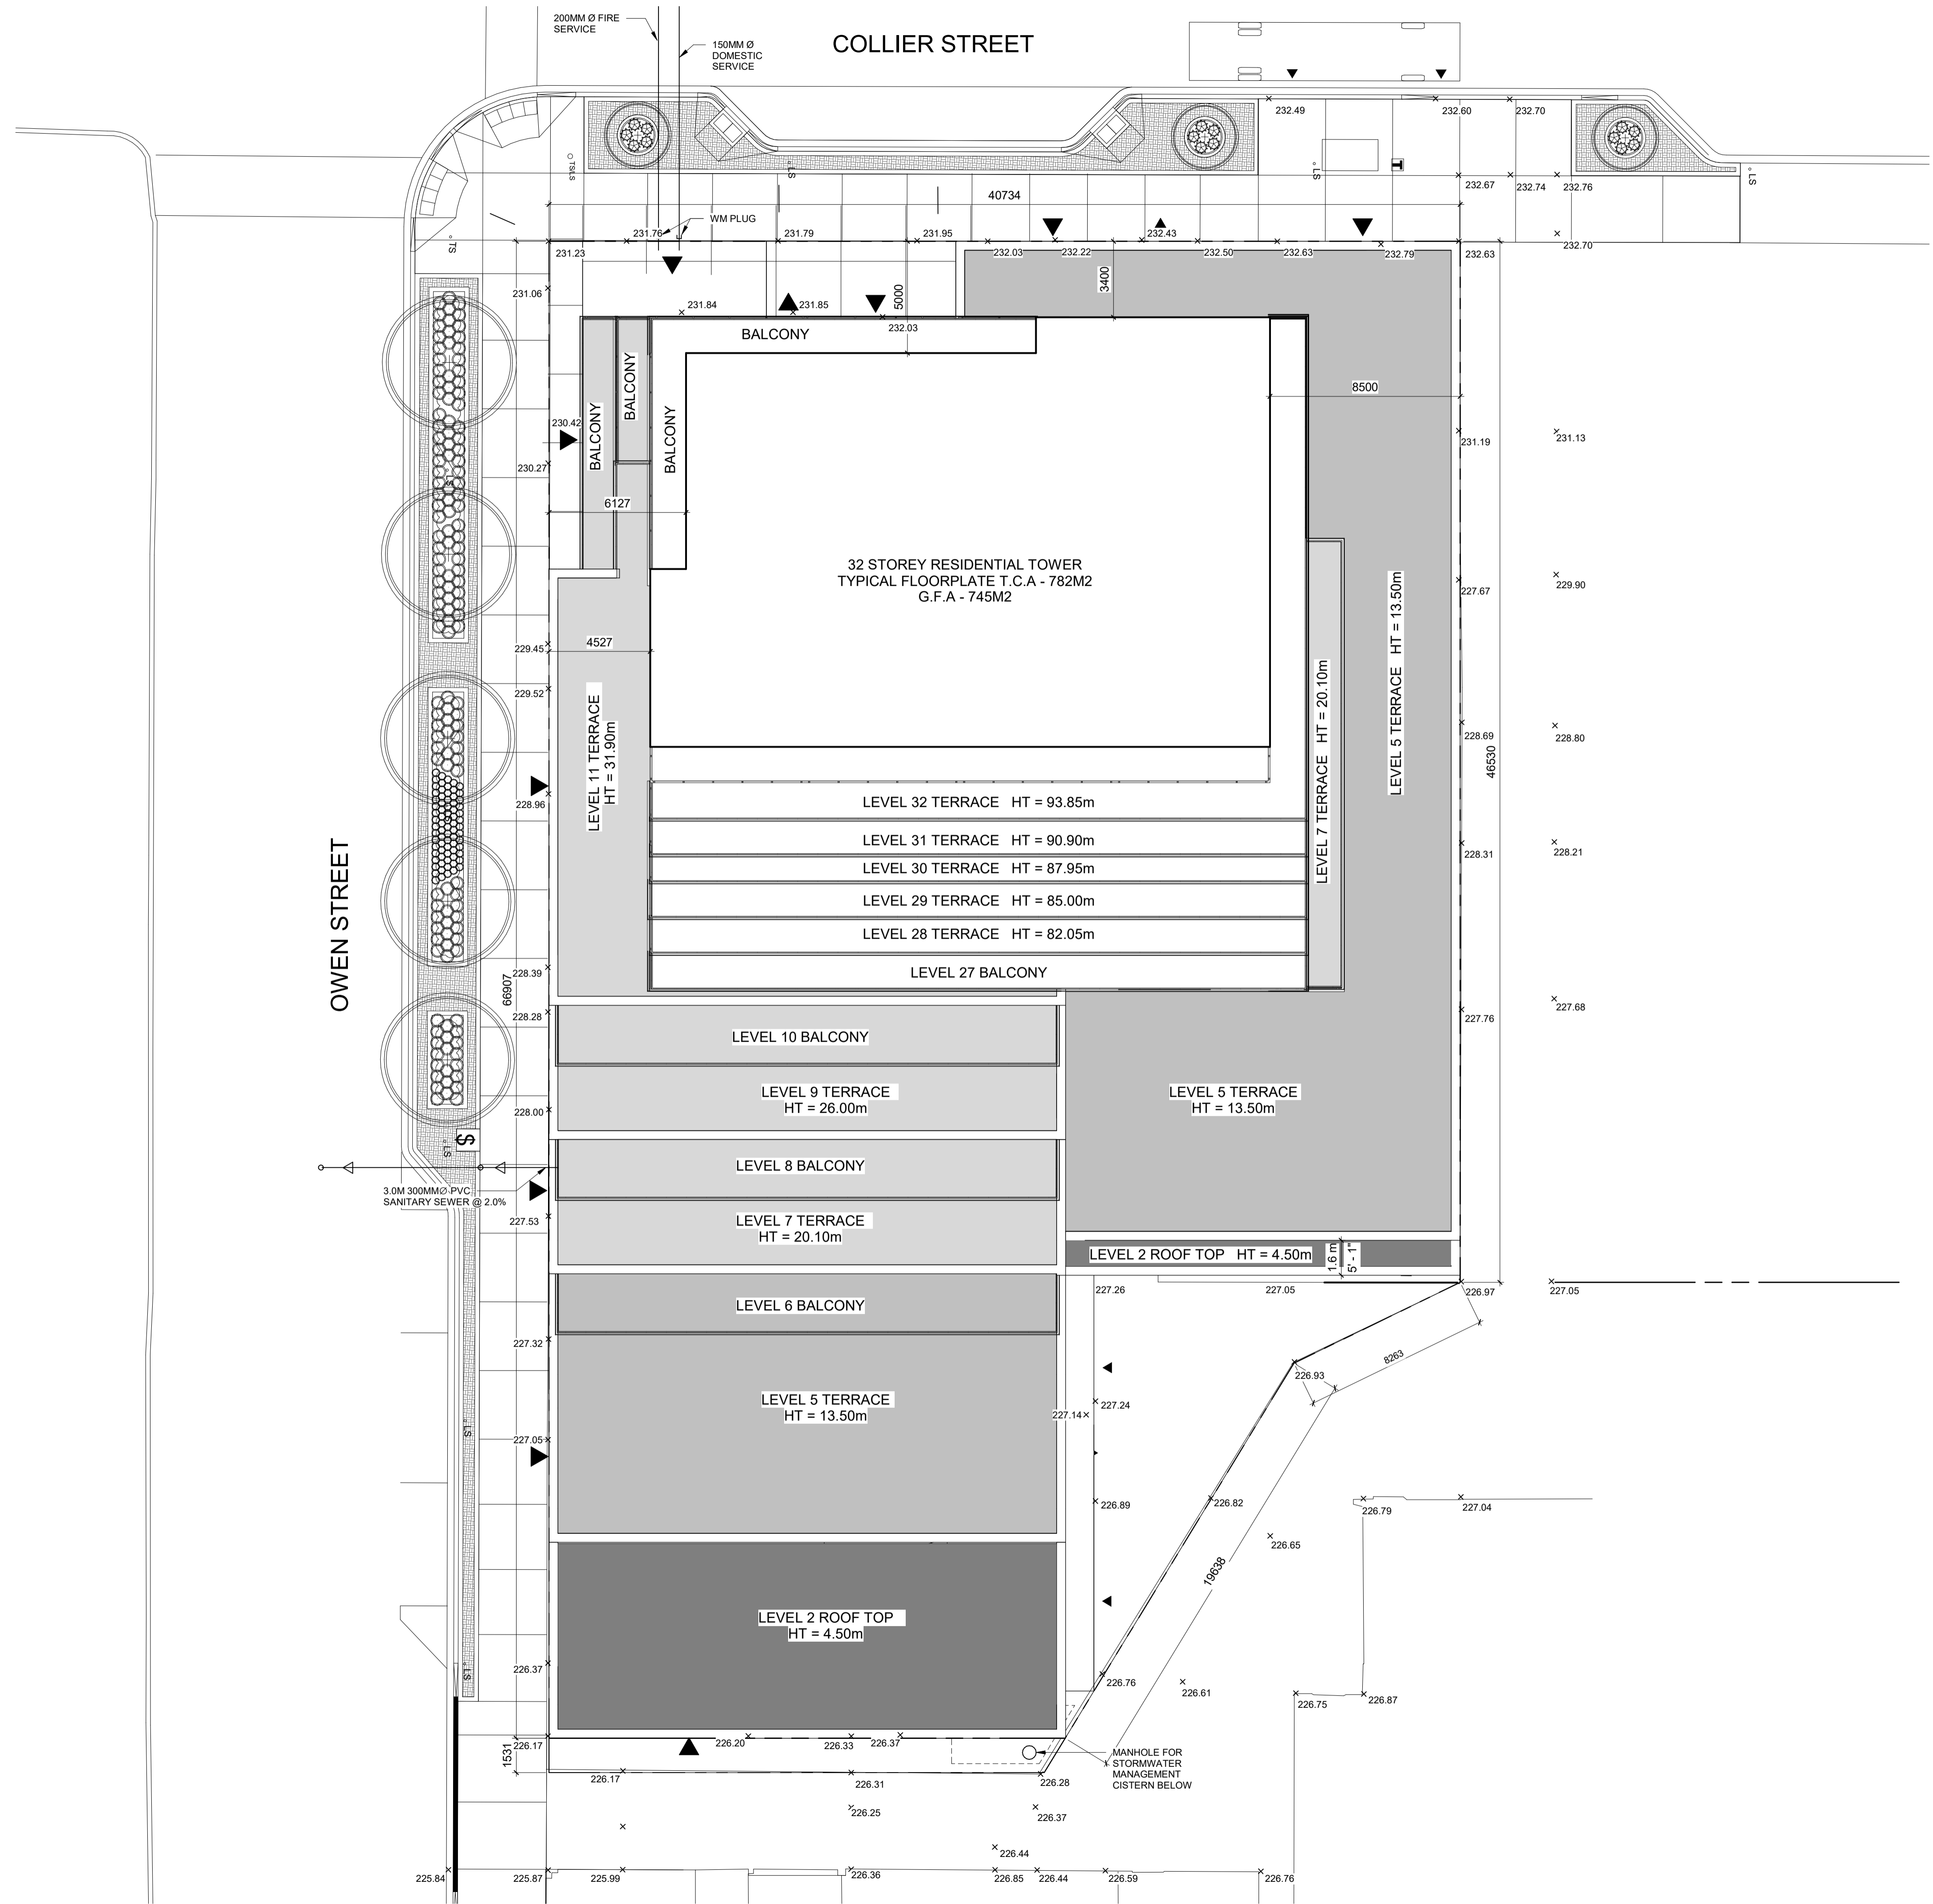 200MM Ø FIRE
SERVICE
150MM Ø
DOMESTIC
SERVICE
COLLIER STREET
232.49
232.60
232.70
TS/LS
LS
LS
T
LS
232.67
232.74
232.76
40734
WM PLUG
TS
231.76
231.79
231.95
232.43
231.23
232.03
232.22
232.50
232.63
232.79
232.63
232.70
3400
5000
231.06
231.84
231.85
232.03
BALCONY
BALCONY
BALCONY
BALCONY
8500
230.42
231.19
231.13
230.27
LS
6127
32 STOREY RESIDENTIAL TOWER
TYPICAL FLOORPLATE T.C.A - 782M2
G.F.A - 745M2
227.67
229.90
229.45
4527
229.52
LEVEL 11 TERRACE
HT = 31.90m
LEVEL 7 TERRACE HT = 20.10m
LEVEL 5 TERRACE HT = 13.50m
228.69
228.80
46530
228.96
LEVEL 32 TERRACE HT = 93.85m
LEVEL 31 TERRACE HT = 90.90m
228.31
228.21
LEVEL 30 TERRACE HT = 87.95m
LEVEL 29 TERRACE HT = 85.00m
LEVEL 28 TERRACE HT = 82.05m
OWEN STREET
228.39
LEVEL 27 BALCONY
66907
228.28
227.76
227.68
LEVEL 10 BALCONY
LEVEL 9 TERRACE
HT = 26.00m
LEVEL 5 TERRACE
HT = 13.50m
228.00
LS
S
LEVEL 8 BALCONY
3.0M 300MMØ PVC
SANITARY SEWER @ 2.0%
227.53
LEVEL 7 TERRACE
HT = 20.10m
LEVEL 2 ROOF TOP HT = 4.50m
1.6 m
5' - 1"
227.26
227.05
226.97
227.05
LEVEL 6 BALCONY
227.32
8263
226.93
LEVEL 5 TERRACE
HT = 13.50m
227.24
227.14
LS
227.05
226.89
226.82
226.79
227.04
226.65
19638
LEVEL 2 ROOF TOP
HT = 4.50m
226.37
LS
226.76
226.61
226.75
226.87
226.17
226.20
226.33
226.37
1531
MANHOLE FOR
STORMWATER
MANAGEMENT
CISTERN BELOW
226.17
226.31
226.28
226.25
226.37
226.44
225.84
225.87
225.99
226.36
226.85
226.44
226.59
226.76